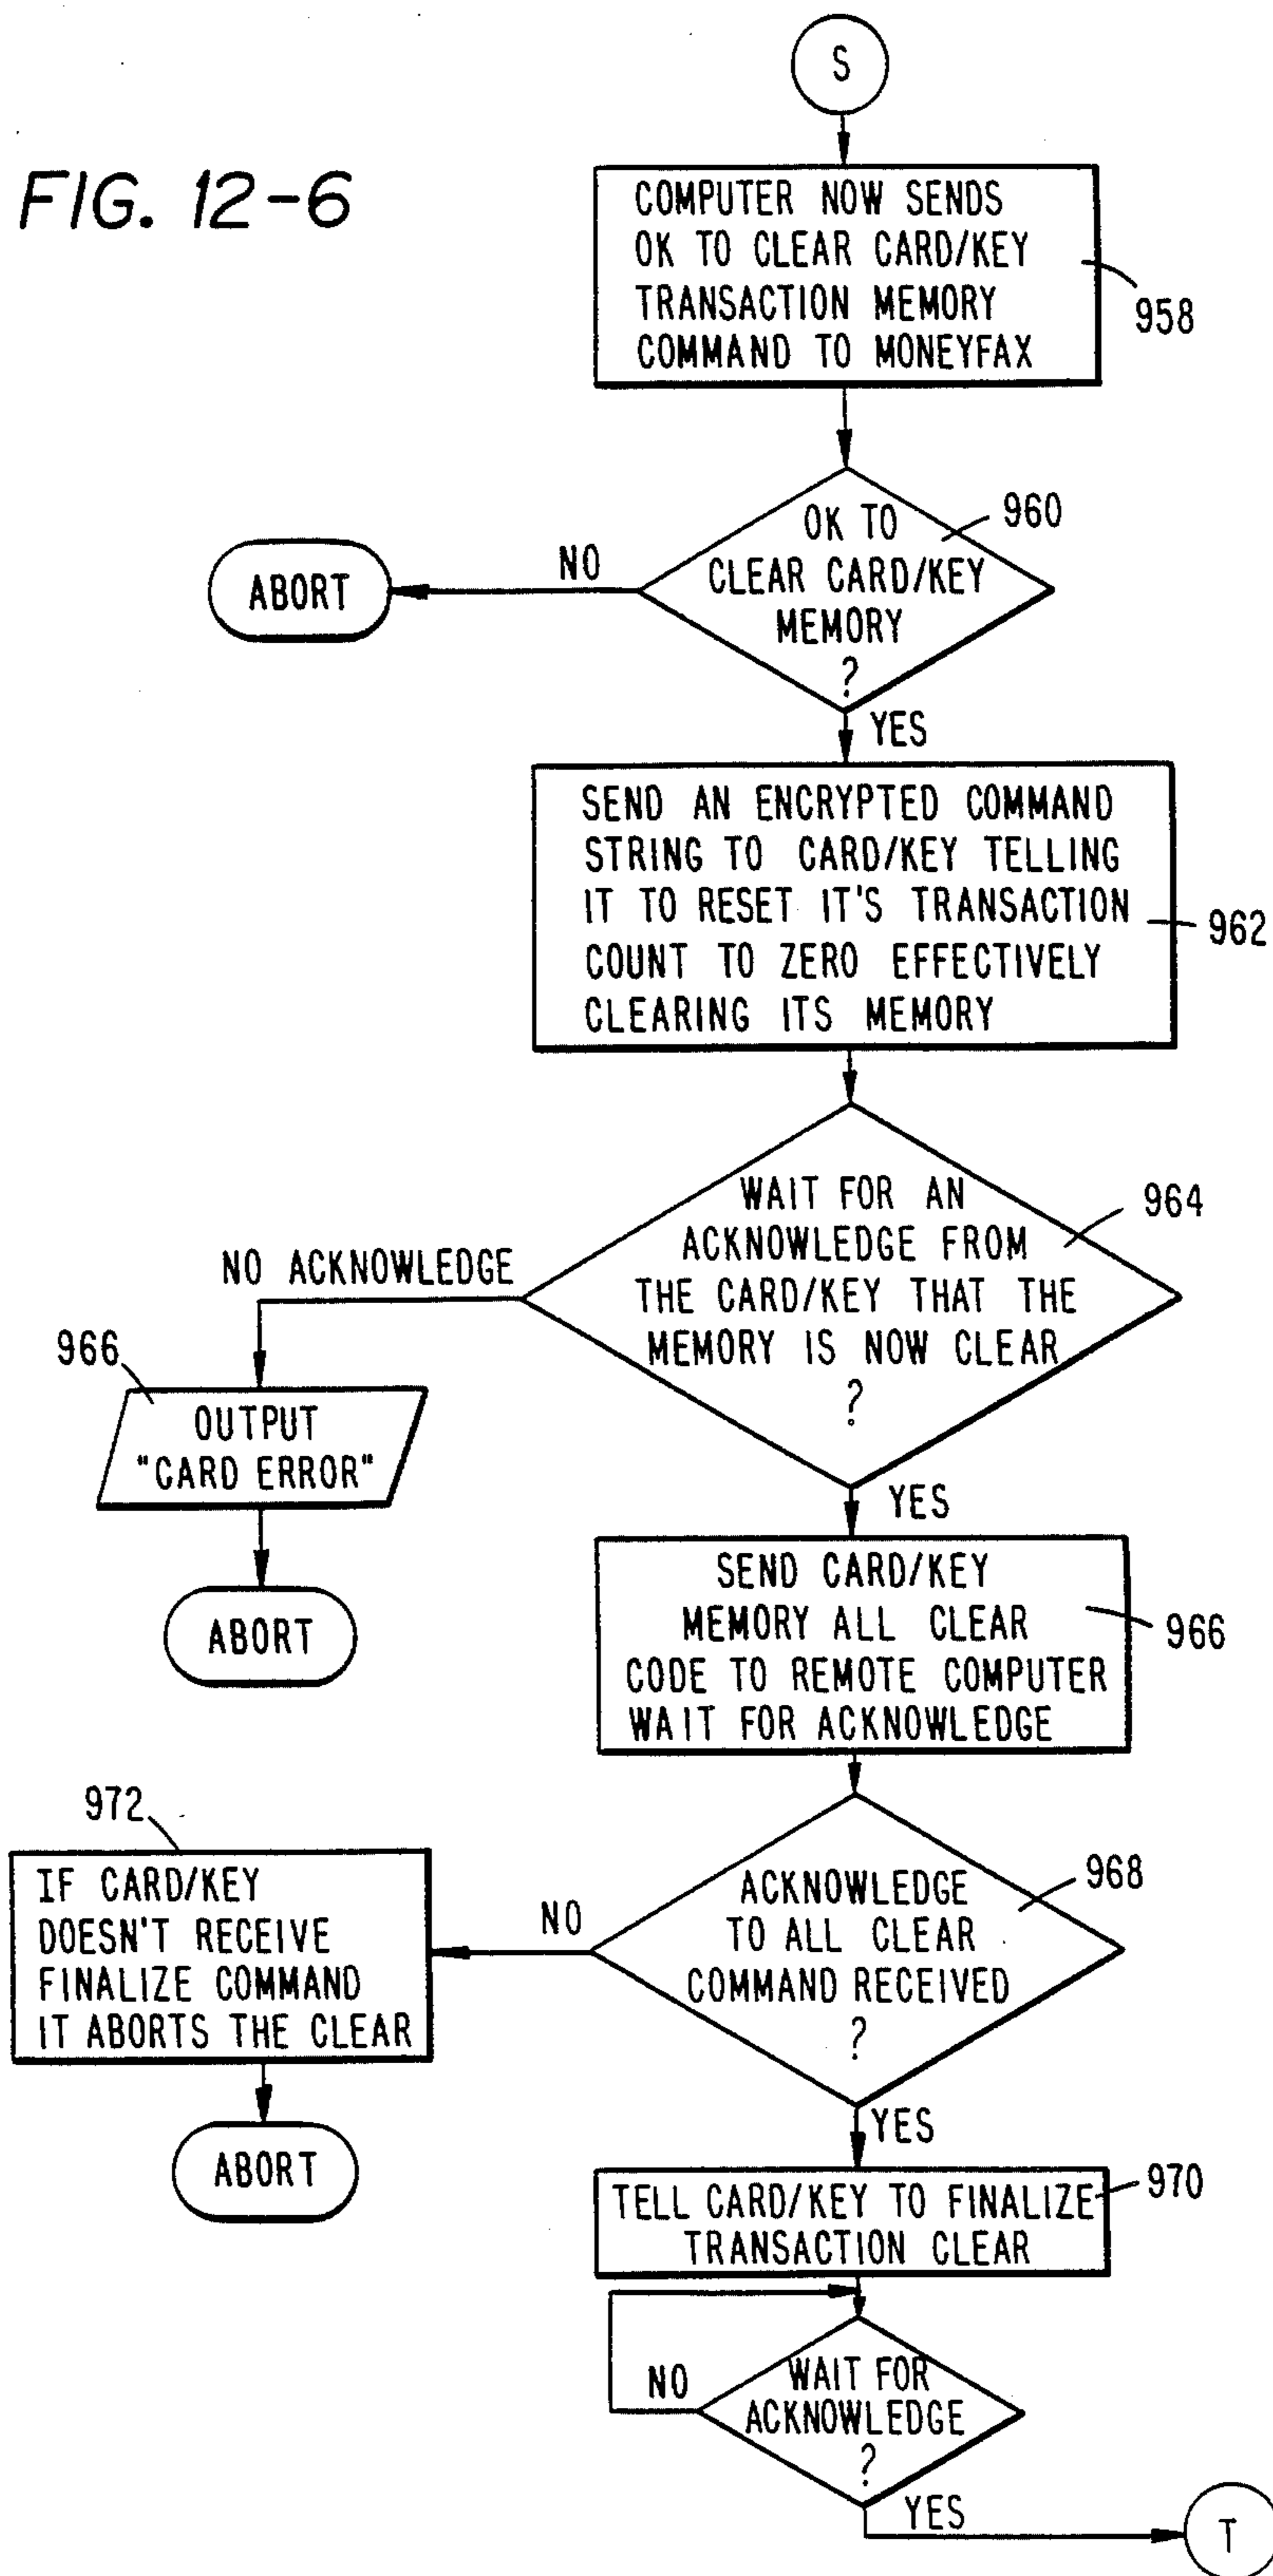 S
FIG. 12-6
COMPUTER NOW SENDS
OK TO CLEAR CARD/KEY
TRANSACTION MEMORY
COMMAND TO MONEYFAX
958
OK TO
CLEAR CARD/KEY
MEMORY
?
960
NO
ABORT
YES
SEND AN ENCRYPTED COMMAND
STRING TO CARD/KEY TELLING
IT TO RESET IT'S TRANSACTION
COUNT TO ZERO EFFECTIVELY
CLEARING ITS MEMORY
962
WAIT FOR AN
ACKNOWLEDGE FROM
THE CARD/KEY THAT THE
MEMORY IS NOW CLEAR
?
964
NO ACKNOWLEDGE
966
OUTPUT
"CARD ERROR"
ABORT
YES
SEND CARD/KEY
MEMORY ALL CLEAR
CODE TO REMOTE COMPUTER
WAIT FOR ACKNOWLEDGE
966
ACKNOWLEDGE
TO ALL CLEAR
COMMAND RECEIVED
?
968
NO
972
IF CARD/KEY
DOESN'T RECEIVE
FINALIZE COMMAND
IT ABORTS THE CLEAR
ABORT
YES
TELL CARD/KEY TO FINALIZE
TRANSACTION CLEAR
970
WAIT FOR
ACKNOWLEDGE
?
NO
YES
T